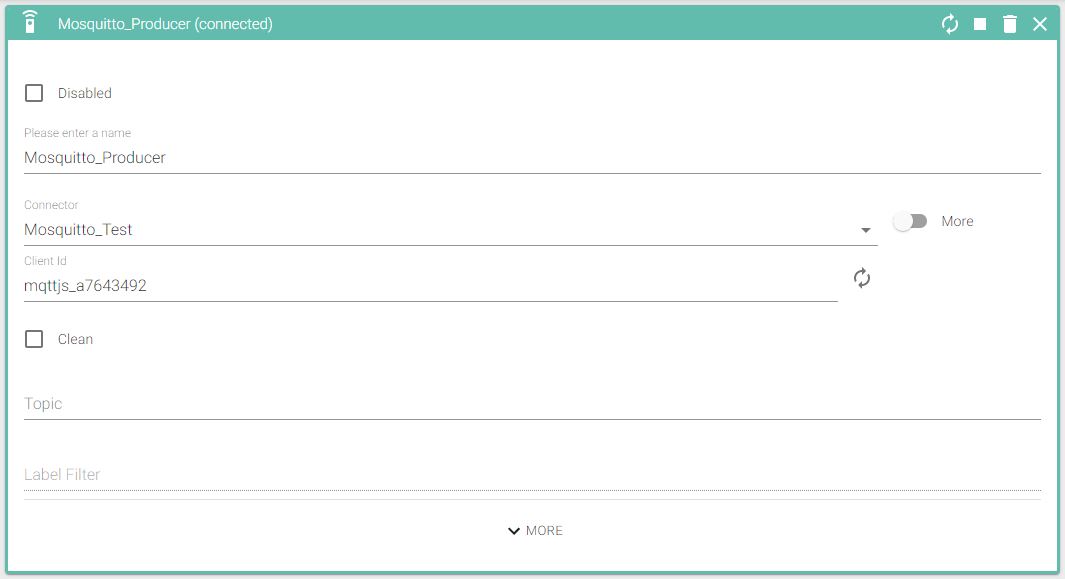 Mosquitto_Producer (connected)
Disabled
Please enter a name
Mosquitto_Producer
Connector
Mosquitto_Test
More
Client Id
mqttjs_a7643492
Clean
Topic
Label Filter
MORE